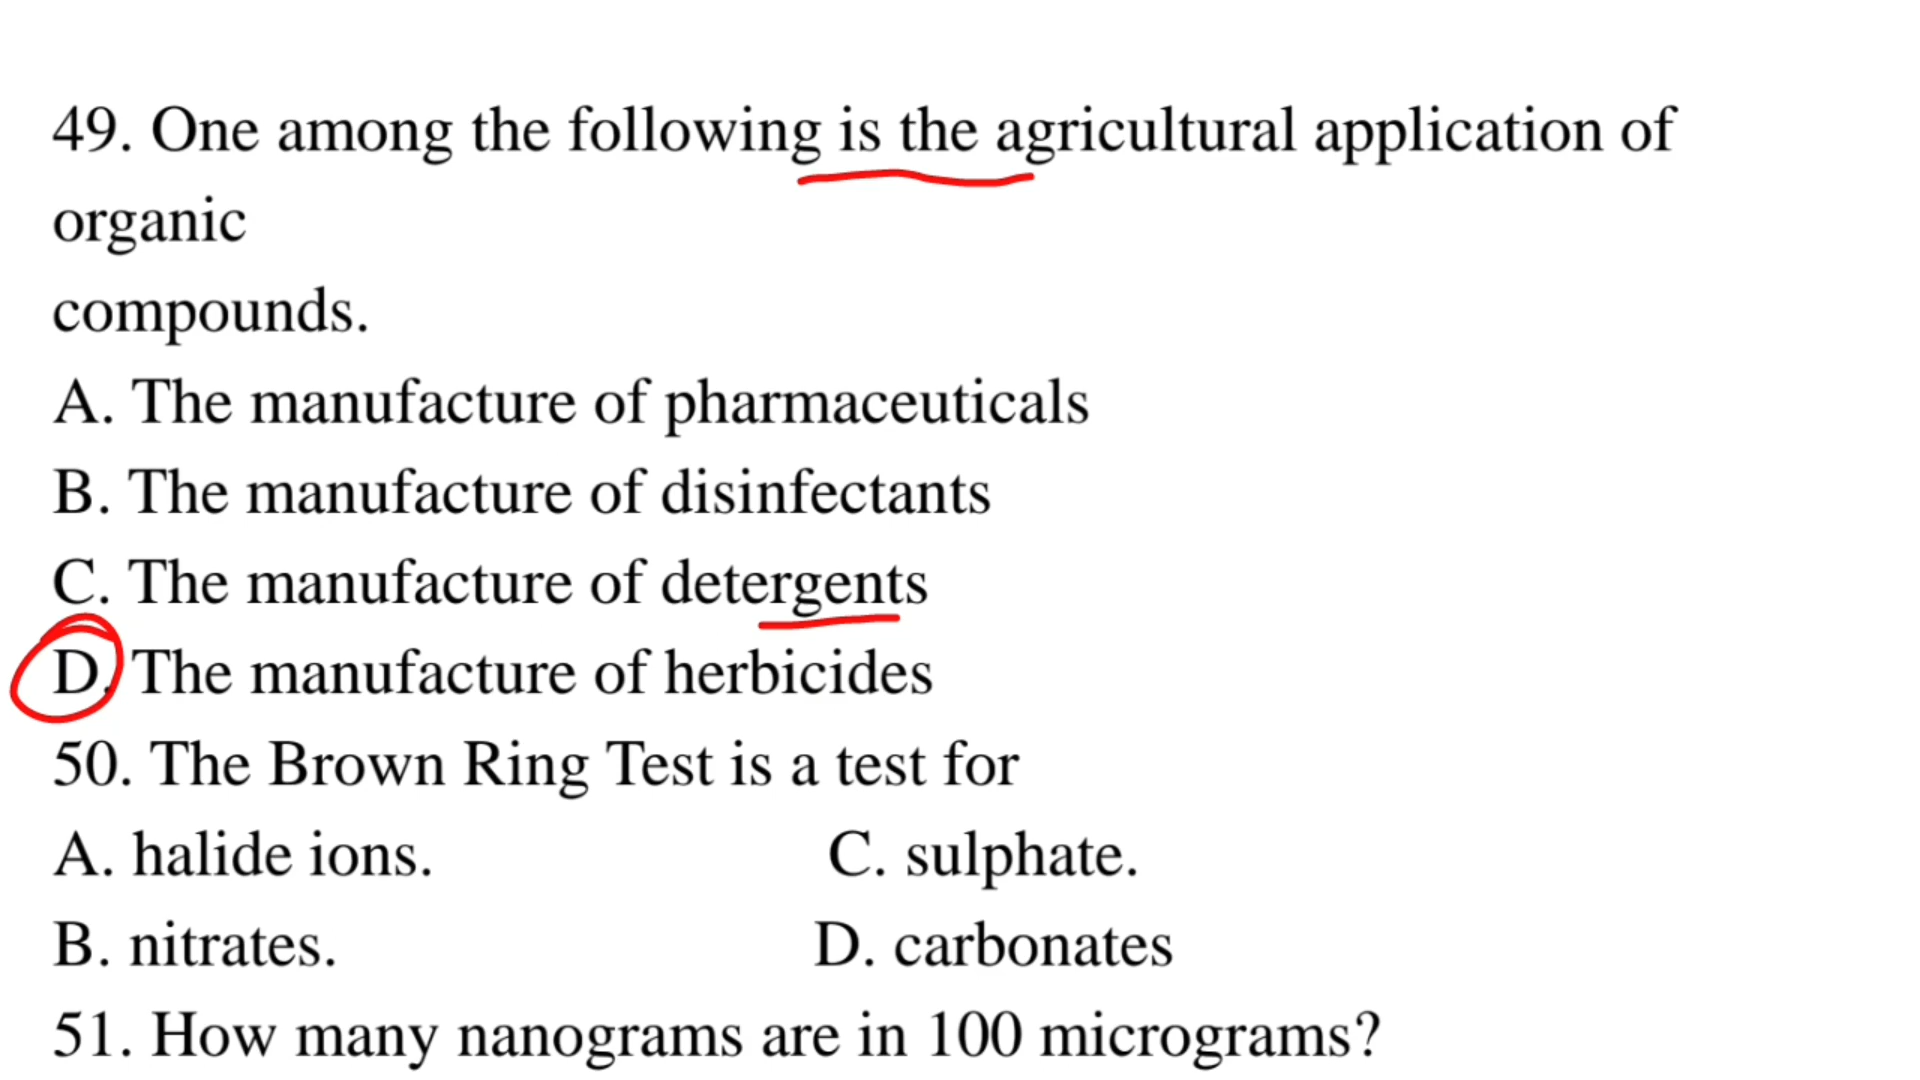 49. One among the following is the agricultural application of
organic
compounds.
A. The manufacture of pharmaceuticals
B. The manufacture of disinfectants
C. The manufacture of detergents
D. The manufacture of herbicides
50. The Brown Ring Test is a test for
A. halide ions. C. sulphate.
B. nitrates. D. carbonates
51. How many nanograms are in 100 micrograms?